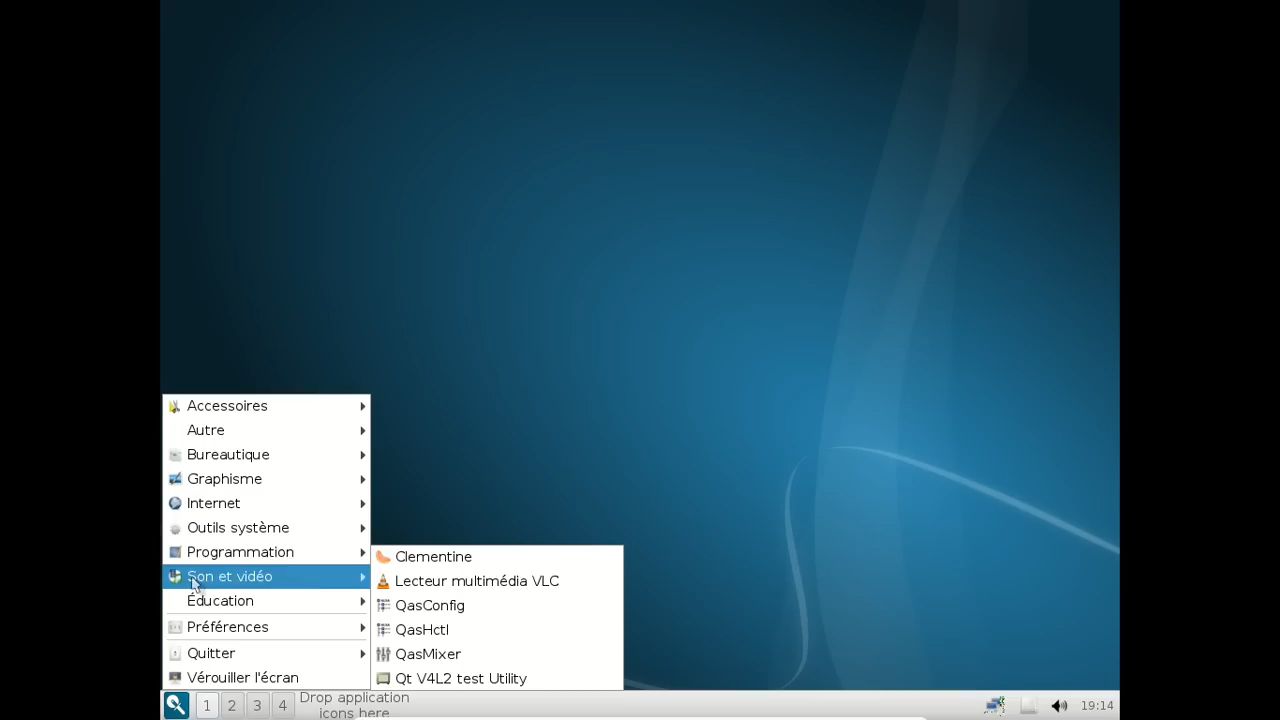 Accessoires
Autre
Bureautique
Graphisme
Internet
Outils système
Programmation
Son et vidéo
Éducation
Préférences
Quitter
Vérouiller l'écran
Clementine
Lecteur multimédia VLC
QasConfig
QasHctl
QasMixer
Qt V4L2 test Utility
1 2 3 4
Drop application
icons here
19:14